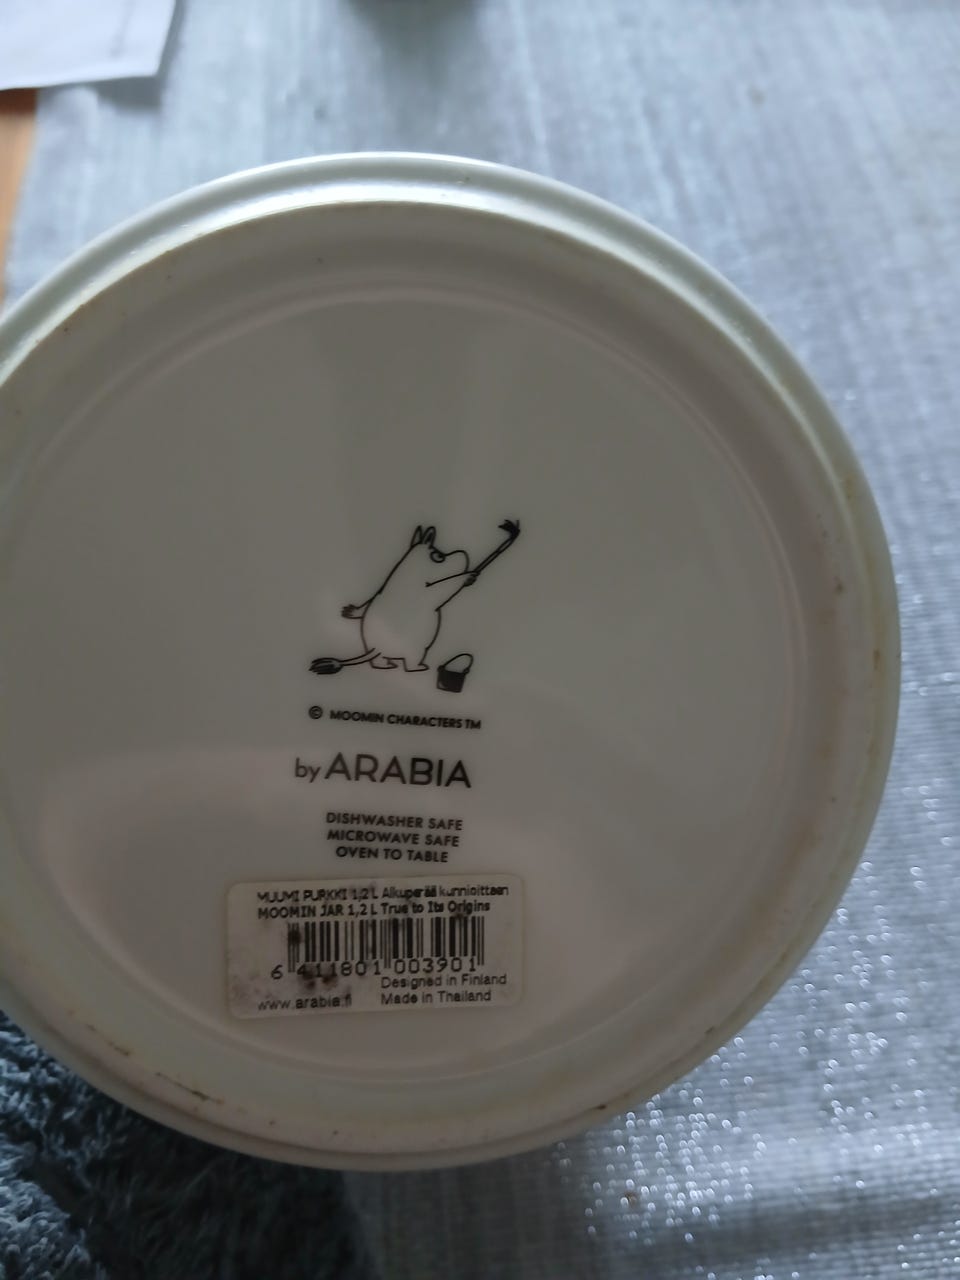 © MOOMIN CHARACTERS TM
by ARABIA
DISHWASHER SAFE
MICROWAVE SAFE
OVEN TO TABLE
MUUMI PURKKI 1,2 L Alkuperää kunnioittaen
MOOMIN JAR 1,2 L True to Its Origins
6 411801 003901
Designed in Finland
www.arabia.fi Made in Thailand